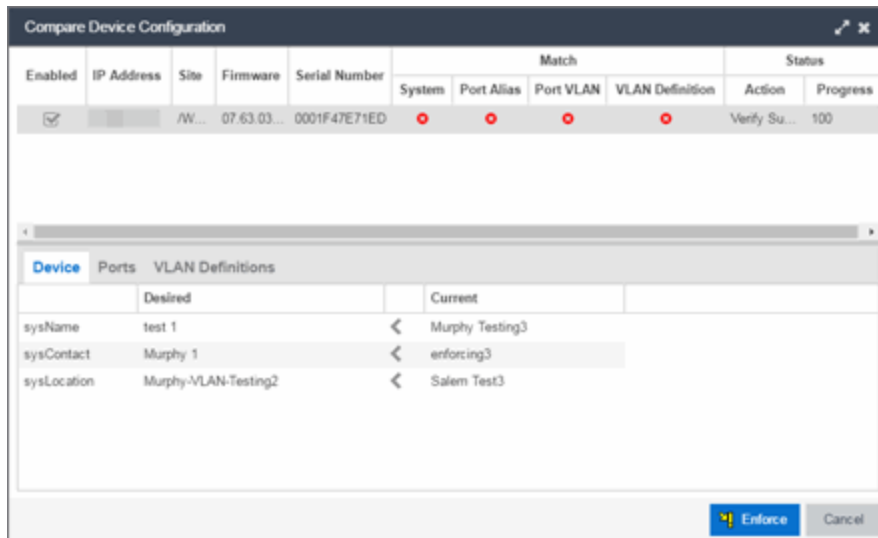 Compare Device Configuration
Match Status
Enabled IP Address Site Firmware Serial Number
System Port Alias Port VLAN VLAN Definition Action Progress
/W... 07.63.03... 0001F47E71ED Verify Su... 100
Device Ports VLAN Definitions
Desired Current
sysName test 1 Murphy Testing3
sysContact Murphy 1 enforcing3
sysLocation Murphy-VLAN-Testing2 Salem Test3
Enforce Cancel